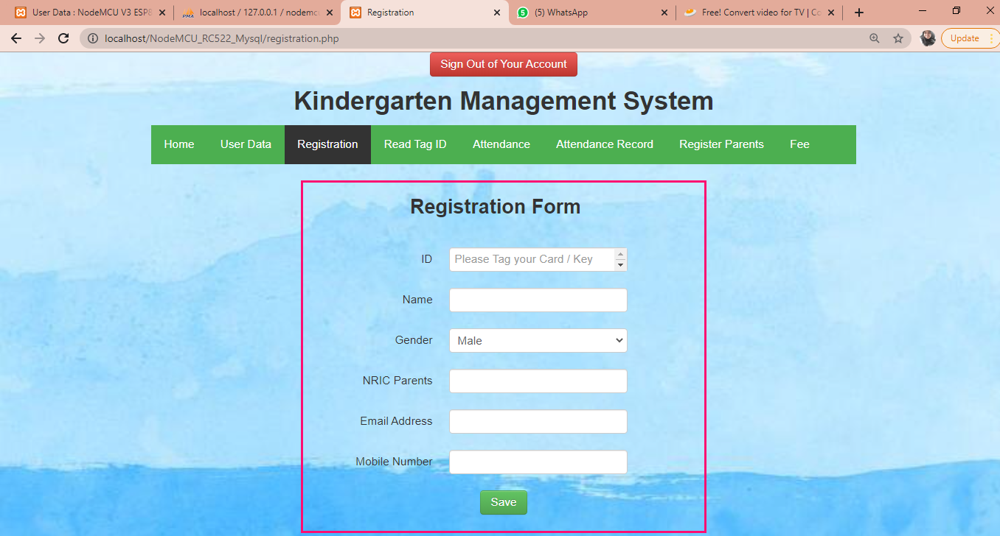 User Data : NodeMCU V3 ESP8
localhost / 127.0.0.1 / nodemc
Registration
(5) WhatsApp
Free! Convert video for TV | Co
localhost/NodeMCU_RC522_Mysql/registration.php
Update
Sign Out of Your Account
Kindergarten Management System
Home User Data Registration Read Tag ID Attendance Attendance Record Register Parents Fee
Registration Form
ID Please Tag your Card / Key
Name
Gender Male
NRIC Parents
Email Address
Mobile Number
Save